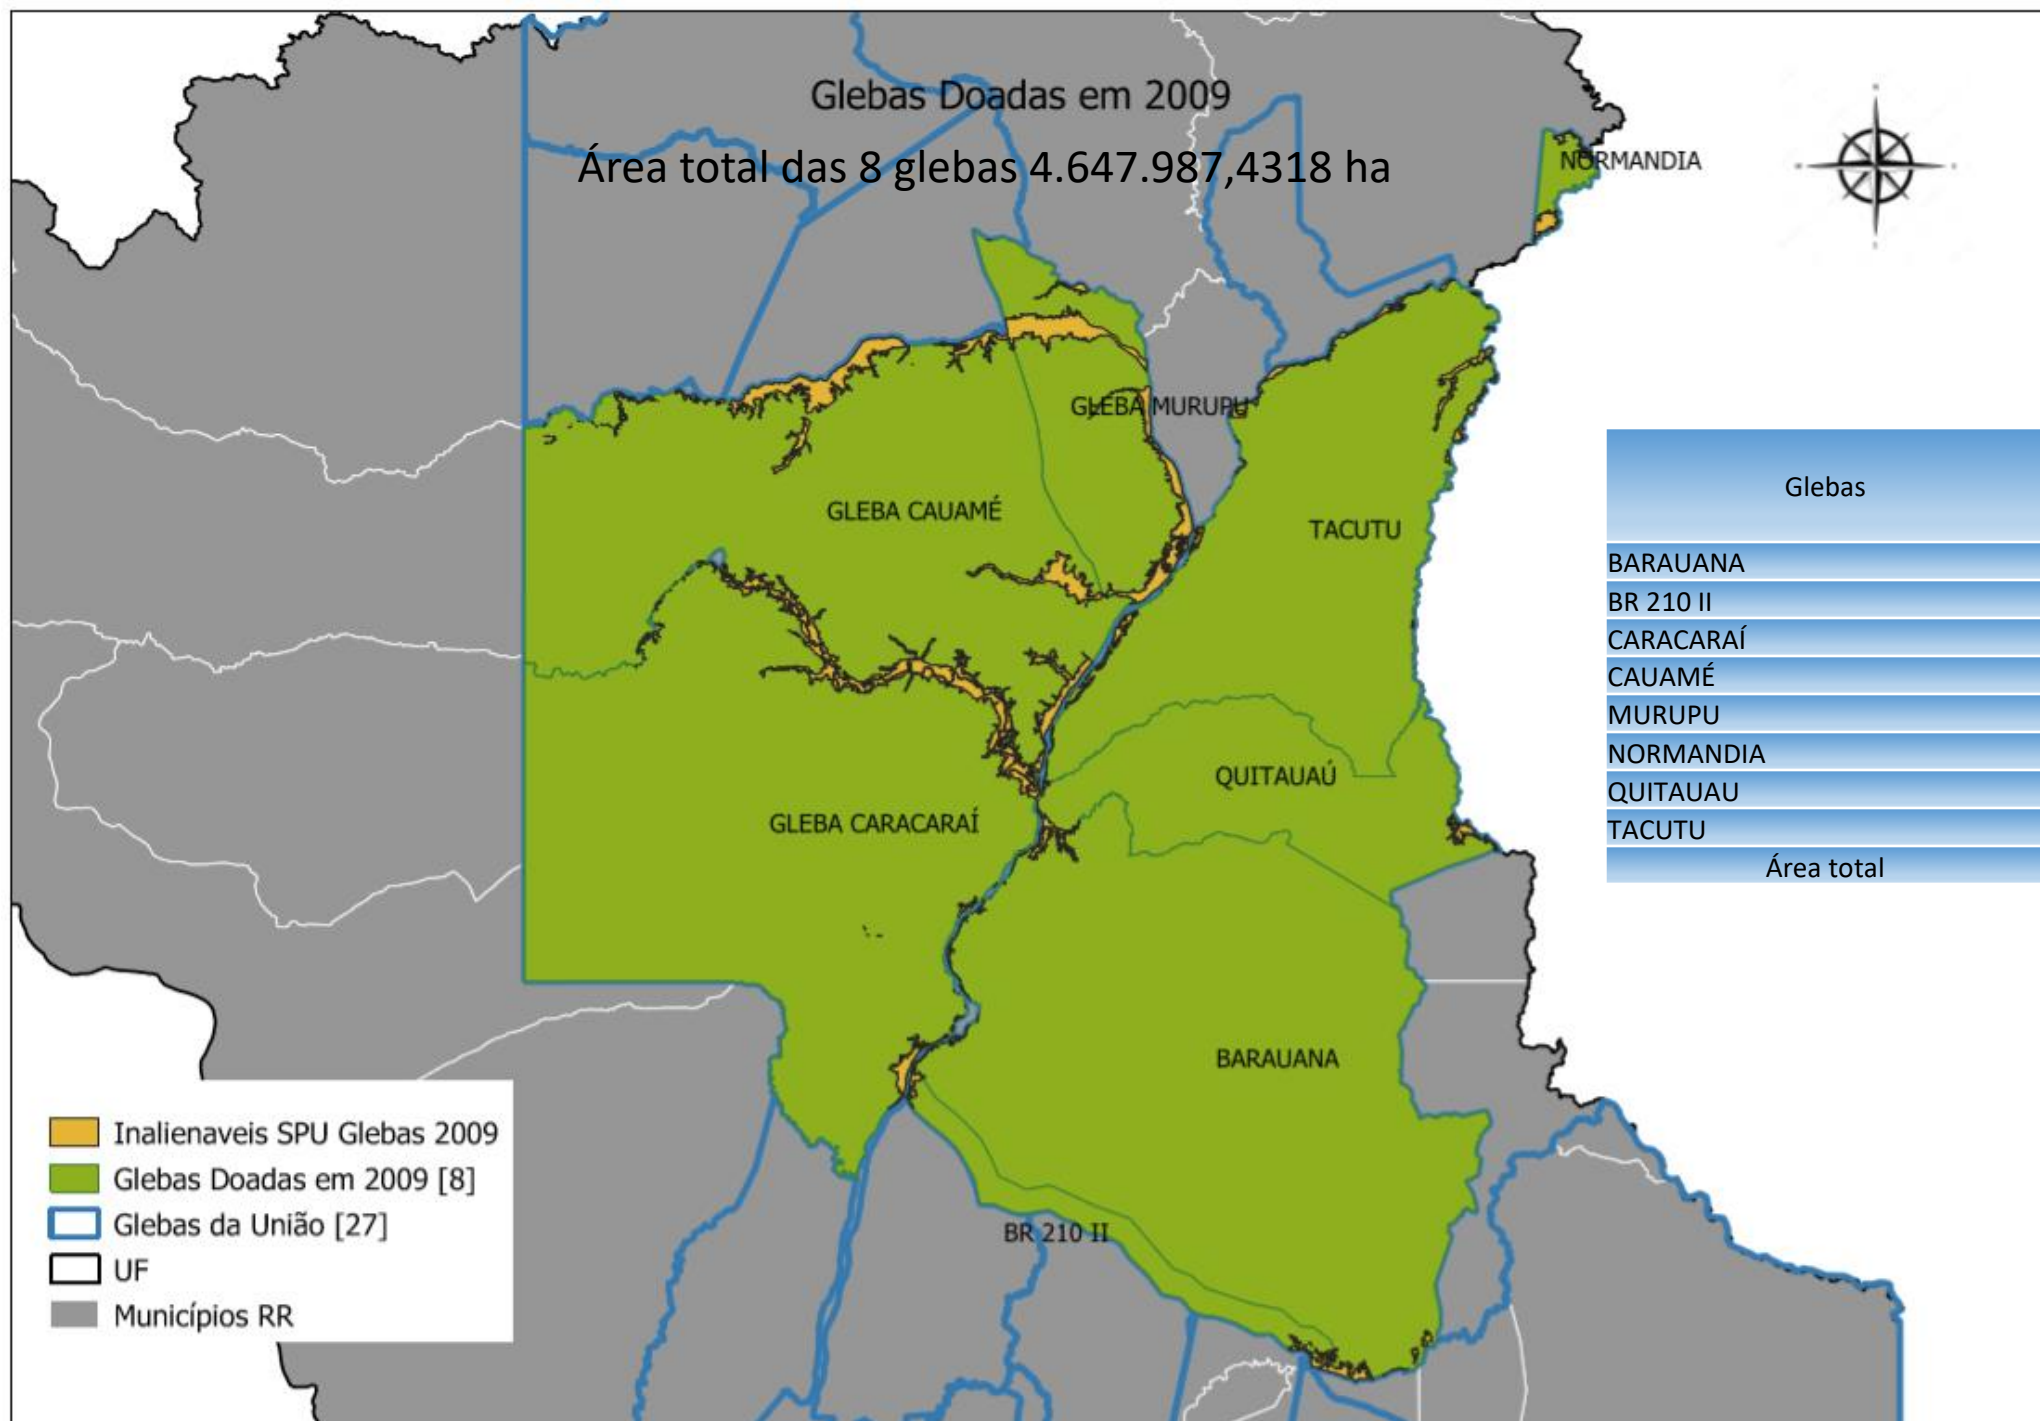 Glebas Doadas em 2009
Área total das 8 glebas 4.647.987,4318 ha
NORMANDIA
GLEBA MURUPU
GLEBA CAUAMÉ
TACUTU
QUITAUAÚ
GLEBA CARACARAÍ
BARAUANA
BR 210 II
Glebas
BARAUANA
BR 210 II
CARACARAÍ
CAUAMÉ
MURUPU
NORMANDIA
QUITAUAU
TACUTU
Área total
Inalienaveis SPU Glebas 2009
Glebas Doadas em 2009 [8]
Glebas da União [27]
UF
Municípios RR